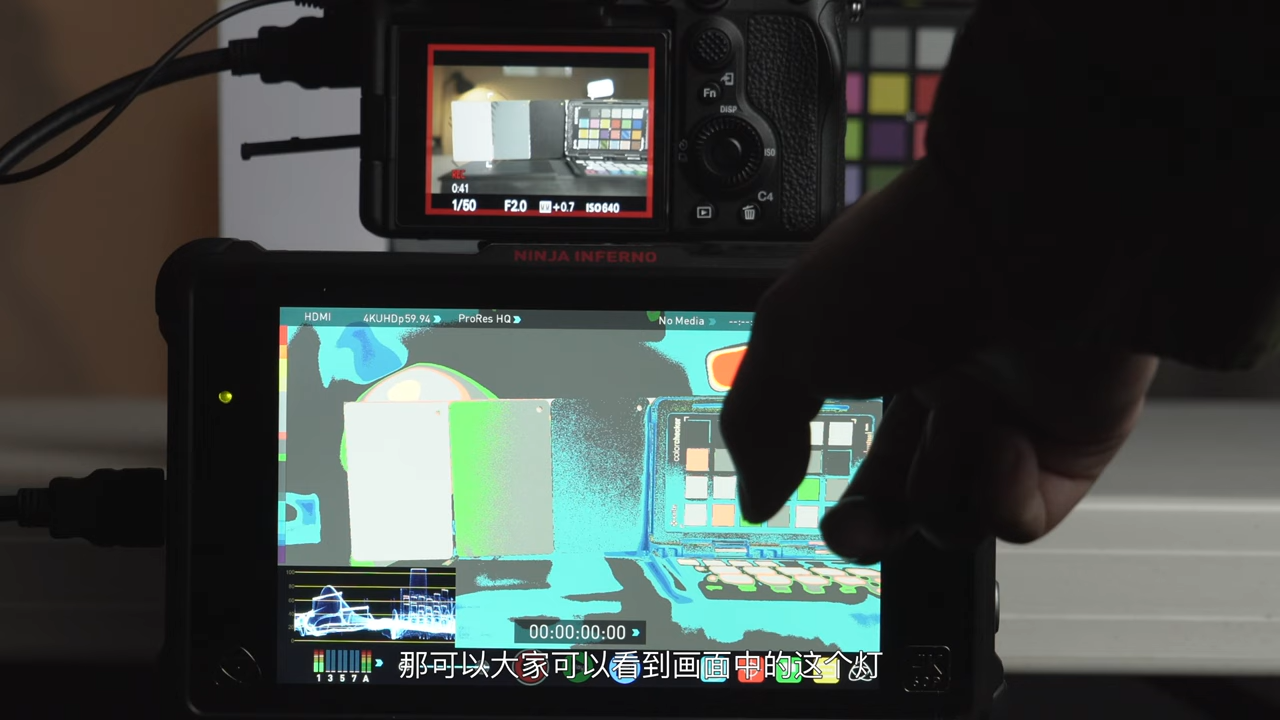 Fn
DISP
ISO
C4
REC
0:41
1/50 F2.0 +0.7 ISO640
NINJA INFERNO
HDMI 4KUHDp59.94 ProRes HQ No Media --:--
colorchecker
100
00:00:00:00
1 3 5 7 A
那可以大家可以看到画面中的这个灯